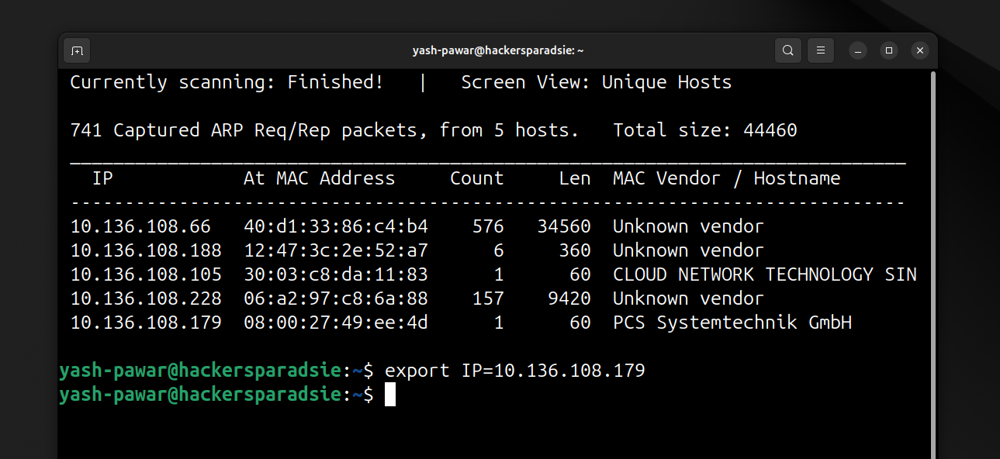 yash-pawar@hackersparadsie: ~
Currently scanning: Finished!   |   Screen View: Unique Hosts
741 Captured ARP Req/Rep packets, from 5 hosts.   Total size: 44460
_____________________________________________________________________________
  IP            At MAC Address     Count     Len  MAC Vendor / Hostname
-----------------------------------------------------------------------------
10.136.108.66   40:d1:33:86:c4:b4    576   34560  Unknown vendor
10.136.108.188  12:47:3c:2e:52:a7      6     360  Unknown vendor
10.136.108.105  30:03:c8:da:11:83      1      60  CLOUD NETWORK TECHNOLOGY SIN
10.136.108.228  06:a2:97:c8:6a:88    157    9420  Unknown vendor
10.136.108.179  08:00:27:49:ee:4d      1      60  PCS Systemtechnik GmbH
yash-pawar@hackersparadsie:~$ export IP=10.136.108.179
yash-pawar@hackersparadsie:~$